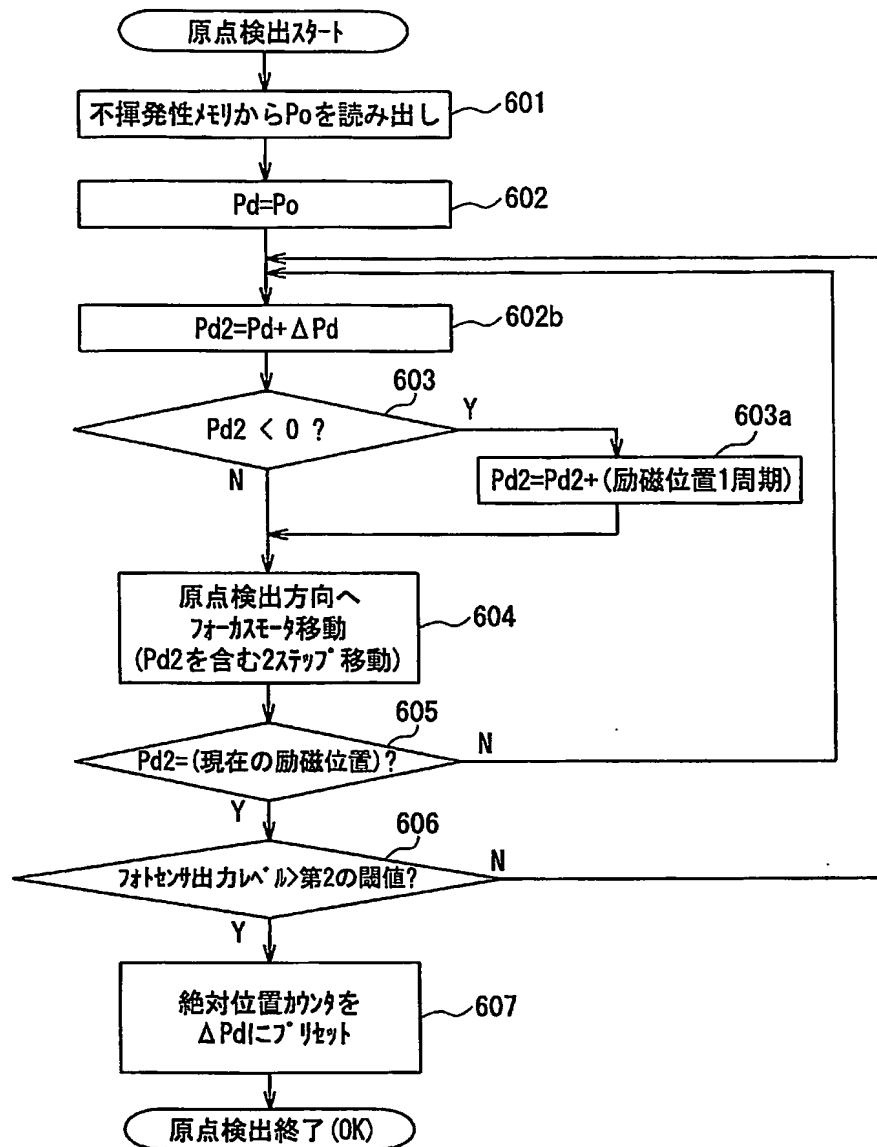 原点検出スタート
不揮発性メモリからPoを読み出し
601
Pd=Po
602
Pd2=Pd+ΔPd
602b
603
Pd2 < 0 ?
Y
N
603a
Pd2=Pd2+(励磁位置1周期)
原点検出方向へ
フォーカスモータ移動
(Pd2を含む2ステップ移動)
604
605
Pd2=(現在の励磁位置)?
N
Y
606
フォトセンサ出力レベル>第2の閾値?
N
Y
絶対位置カウンタを
ΔPdにプリセット
607
原点検出終了(OK)